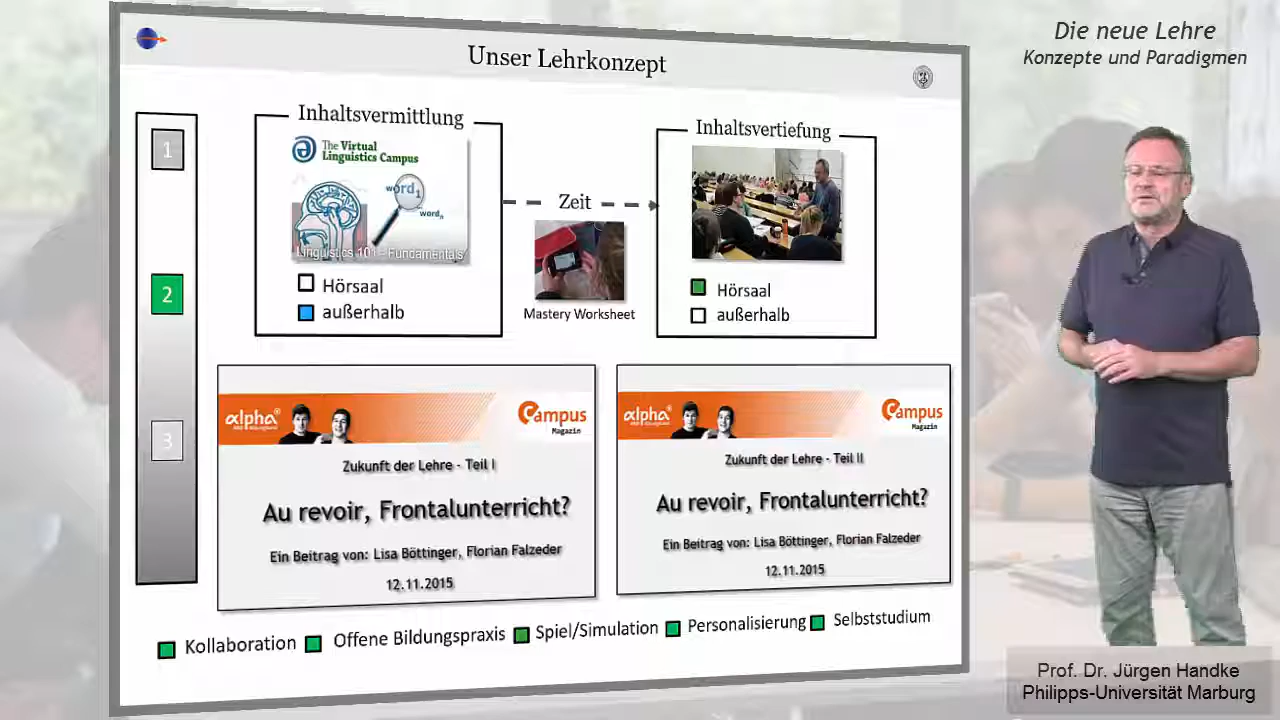 Die neue Lehre
Konzepte und Paradigmen
Unser Lehrkonzept
1
2
3
Inhaltsvermittlung
The Virtual
Linguistics Campus
word1
wordn
Linguistics 101 - Fundamentals
Hörsaal
außerhalb
Zeit
Mastery Worksheet
Inhaltsvertiefung
Hörsaal
außerhalb
alpha®
Campus
Magazin
Zukunft der Lehre - Teil I
Au revoir, Frontalunterricht?
Ein Beitrag von: Lisa Böttinger, Florian Falzeder
12.11.2015
alpha®
Campus
Magazin
Zukunft der Lehre - Teil II
Au revoir, Frontalunterricht?
Ein Beitrag von: Lisa Böttinger, Florian Falzeder
12.11.2015
Kollaboration
Offene Bildungspraxis
Spiel/Simulation
Personalisierung
Selbststudium
Prof. Dr. Jürgen Handke
Philipps-Universität Marburg